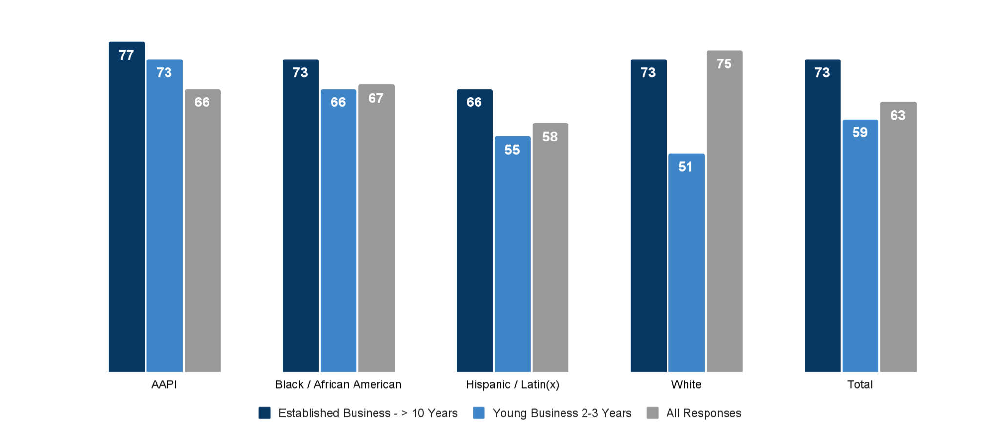 77
73
66
73
66
67
66
55
58
73
51
75
73
59
63
AAPI
Black / African American
Hispanic / Latin(x)
White
Total
Established Business - > 10 Years
Young Business 2-3 Years
All Responses